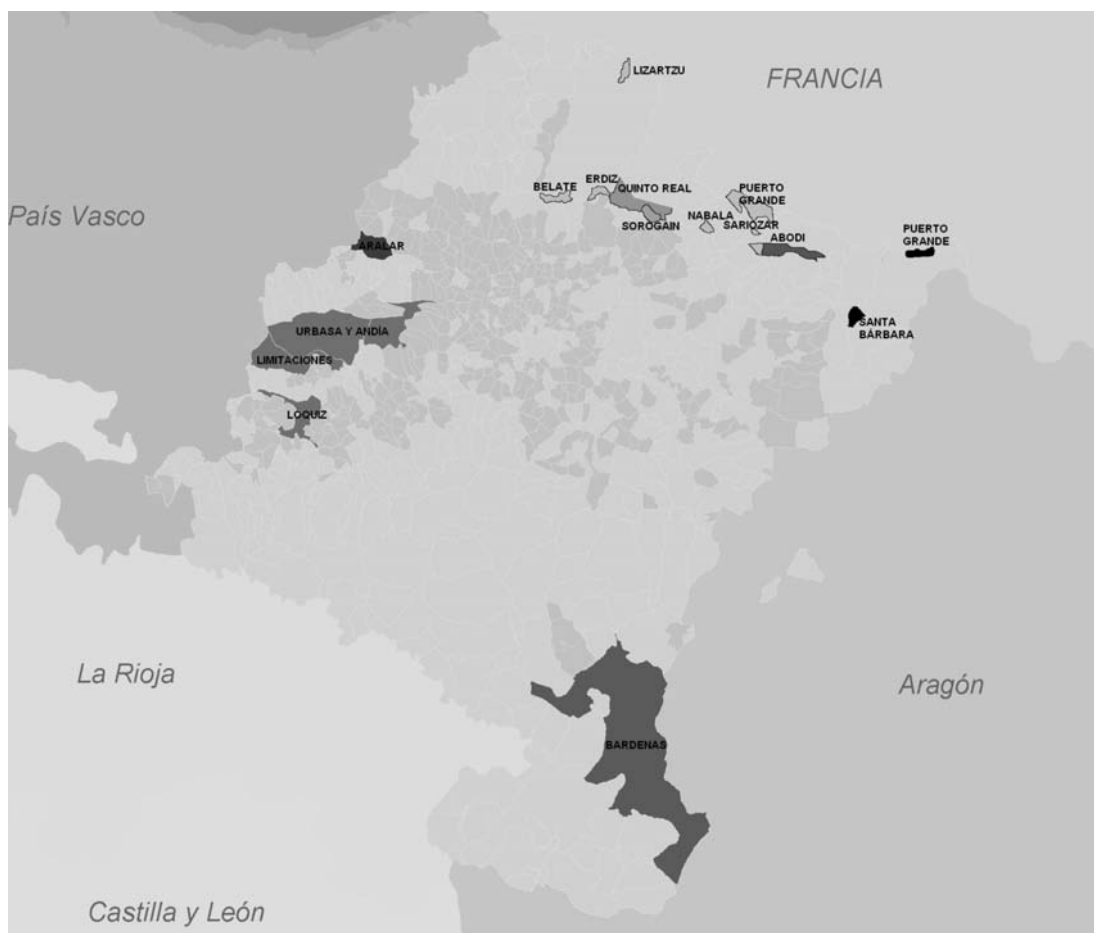 LIZARTZU
FRANCIA
BELATE
ERDIZ
QUINTO REAL
PUERTO
GRANDE
País Vasco
SOROGAIN
NABALA
SARIOZAR
ABODI
PUERTO
GRANDE
ARALAR
SANTA
BÁRBARA
URBASA Y ANDÍA
LIMITACIONES
LOQUIZ
La Rioja
Aragón
BARDENAS
Castilla y León